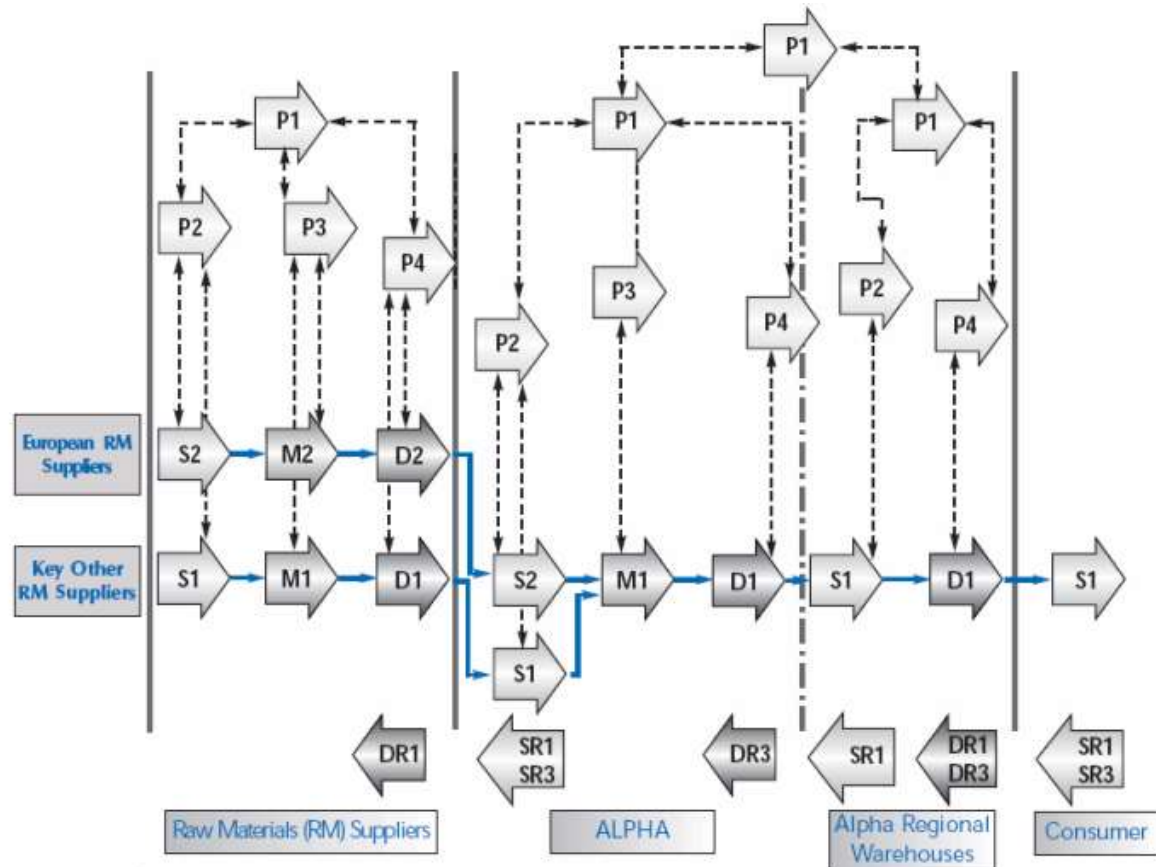 P1
P1
P1
P1
P2
P3
P4
P3
P2
P4
P2
P4
European RM
Suppliers
S2
M2
D2
Key Other
RM Suppliers
S1
M1
D1
S2
M1
D1
S1
D1
S1
S1
DR1
SR1
SR3
DR3
SR1
DR1
DR3
SR1
SR3
Raw Materials (RM) Suppliers
ALPHA
Alpha Regional
Warehouses
Consumer